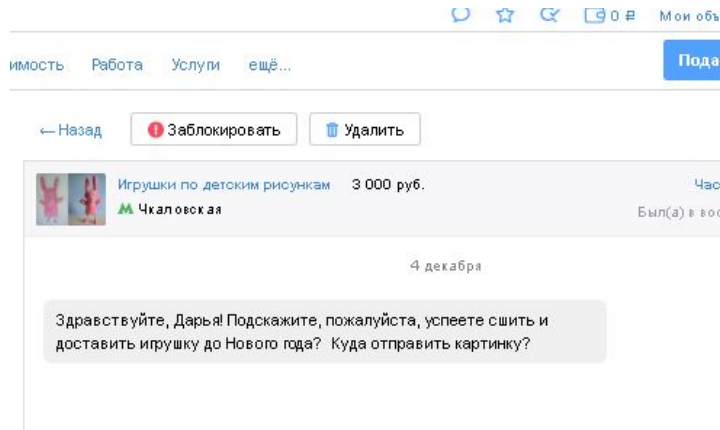 0 ₽ Мои объ
имость Работа Услуги ещё... Пода
← Назад Заблокировать Удалить
Игрушки по детским рисункам 3 000 руб. Час
Чкаловская Был(а) в вос
4 декабря
Здравствуйте, Дарья! Подскажите, пожалуйста, успеете сшить и
доставить игрушку до Нового года? Куда отправить картинку?